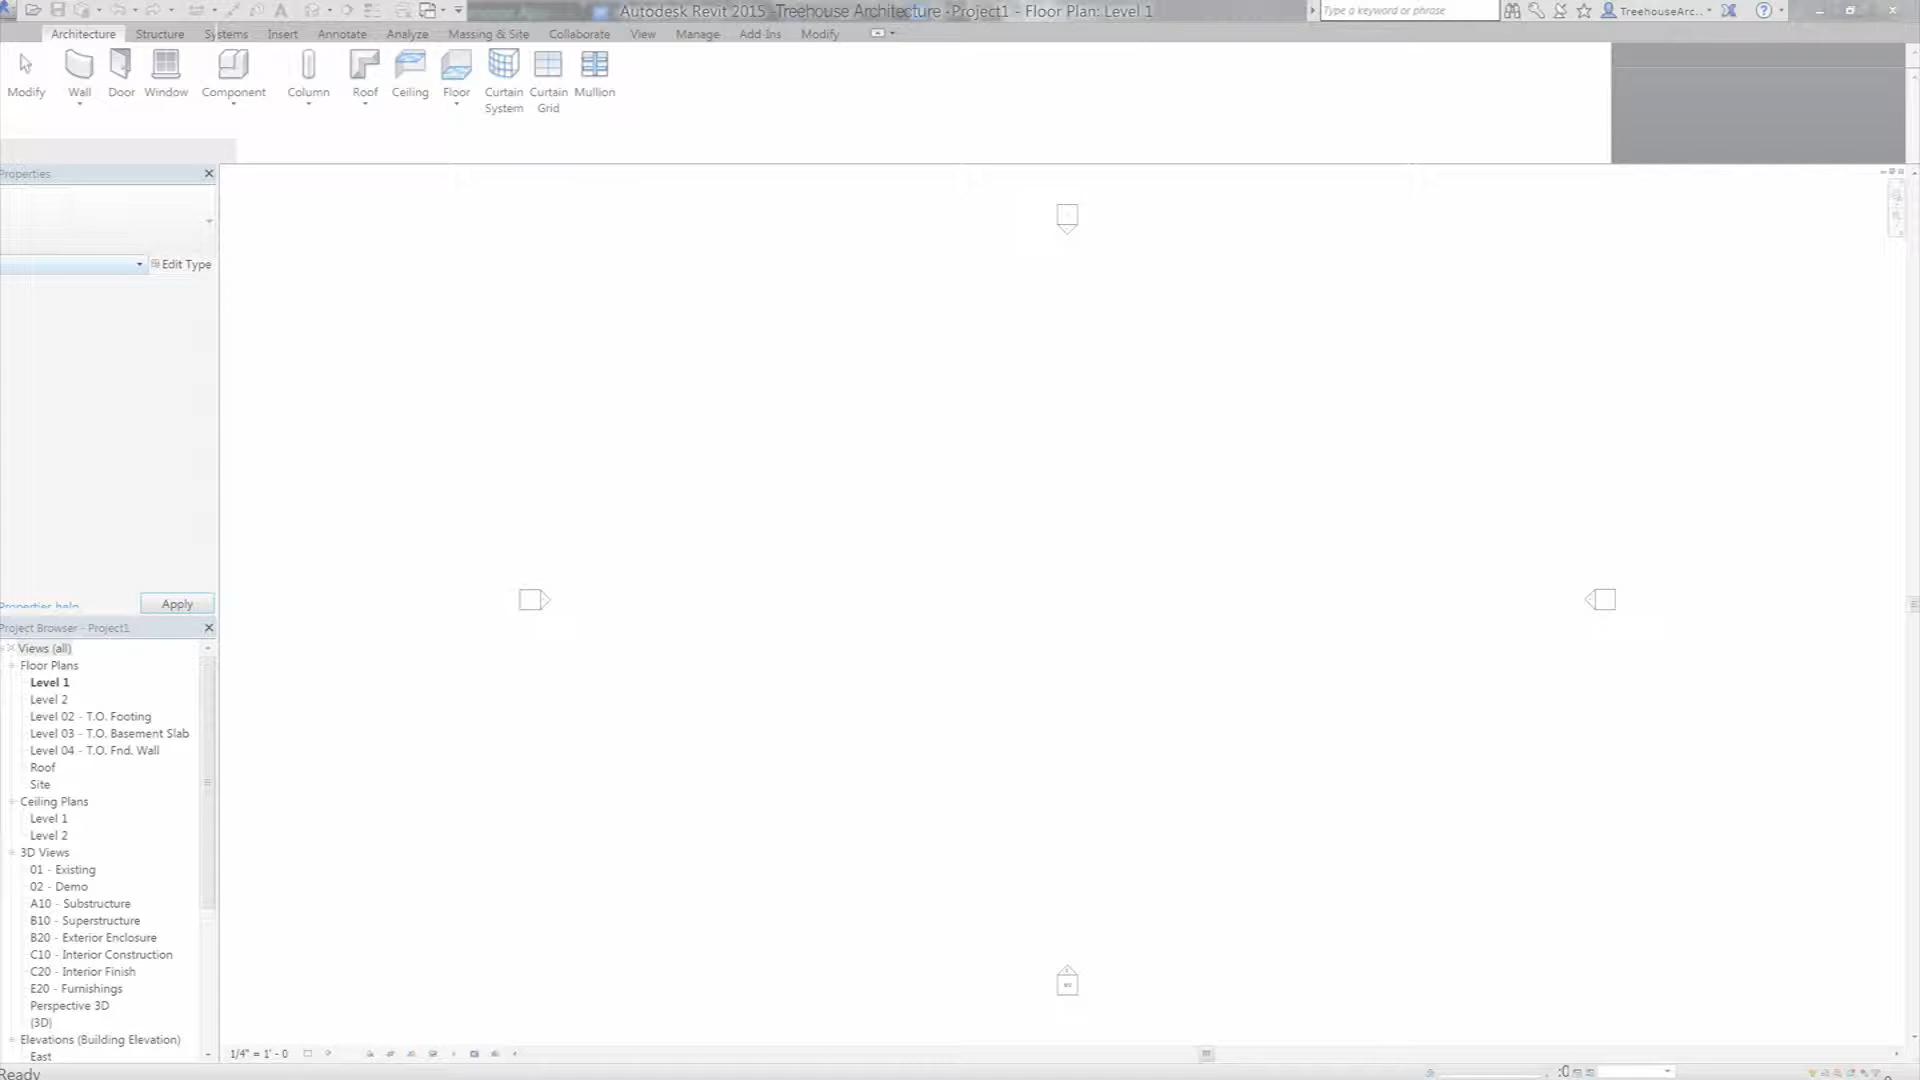 Autodesk Revit 2015 -Treehouse Architecture -Project1 - Floor Plan: Level 1
Type a keyword or phrase
TreehouseArc...
Architecture Structure Systems Insert Annotate Analyze Massing & Site Collaborate View Manage Add-Ins Modify
Modify Wall Door Window Component Column Roof Ceiling Floor Curtain System Curtain Grid Mullion
Properties
Edit Type
Properties help
Apply
Project Browser - Project1
Views (all)
Floor Plans
Level 1
Level 2
Level 02 - T.O. Footing
Level 03 - T.O. Basement Slab
Level 04 - T.O. Fnd. Wall
Roof
Site
Ceiling Plans
Level 1
Level 2
3D Views
01 - Existing
02 - Demo
A10 - Substructure
B10 - Superstructure
B20 - Exterior Enclosure
C10 - Interior Construction
C20 - Interior Finish
E20 - Furnishings
Perspective 3D
(3D)
Elevations (Building Elevation)
East
1/4" = 1' - 0
Ready
:0